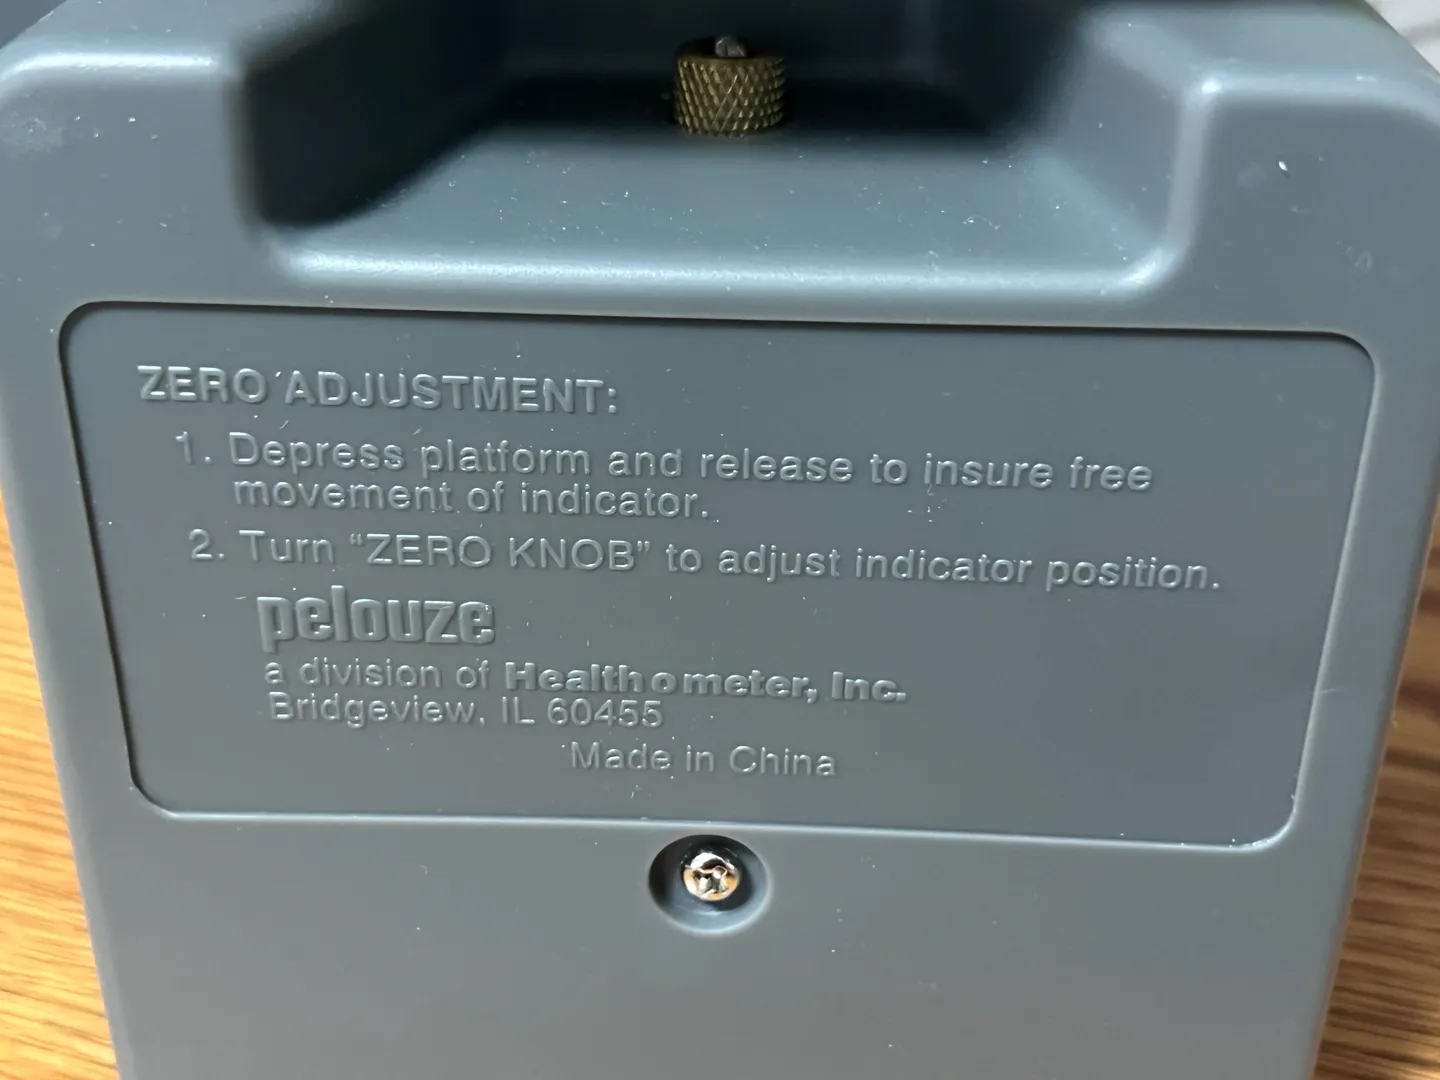 ZERO ADJUSTMENT:
1. Depress platform and release to insure free
movement of indicator.
2. Turn “ZERO KNOB” to adjust indicator position.
pelouze
a division of Healthometer, Inc.
Bridgeview, IL 60455
Made in China